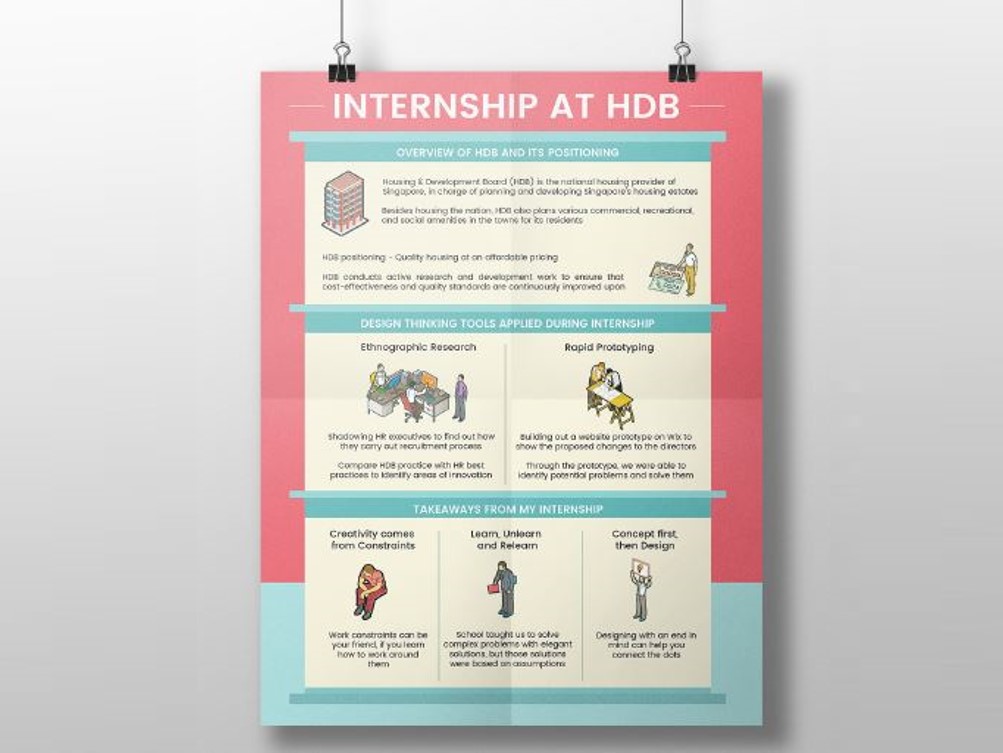 INTERNSHIP AT HDB
OVERVIEW OF HDB AND ITS POSITIONING
Housing & Development Board (HDB) is the national housing provider of
Singapore, in charge of planning and developing Singapore's housing estates
Besides housing the nation, HDB also plans various commercial, recreational,
and social amenities in the towns for its residents
HDB positioning - Quality housing at an affordable pricing
HDB conducts active research and development work to ensure that
cost-effectiveness and quality standards are continuously improved upon
DESIGN THINKING TOOLS APPLIED DURING INTERNSHIP
Ethnographic Research
Shadowing HR executives to find out how
they carry out recruitment process
Compare HDB practice with HR best
practices to identify areas of innovation
Rapid Prototyping
Building out a website prototype on Wix to
show the proposed changes to the directors
Through the prototype, we were able to
identify potential problems and solve them
TAKEAWAYS FROM MY INTERNSHIP
Creativity comes
from Constraints
Work constraints can be
your friend, if you learn
how to work around
them
Learn, Unlearn
and Relearn
School taught us to solve
complex problems with elegant
solutions, but those solutions
were based on assumptions
Concept first,
then Design
Designing with an end in
mind can help you
connect the dots